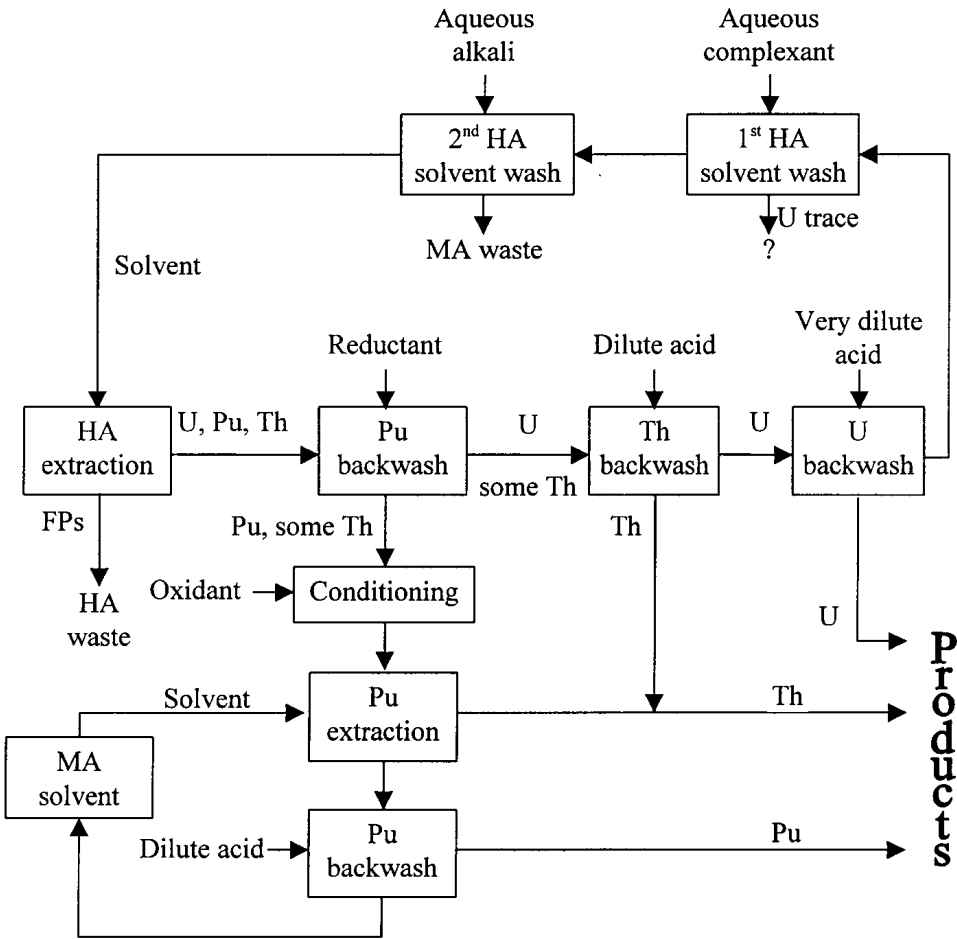 Aqueous
alkali
Aqueous
complexant
2nd HA
solvent wash
1st HA
solvent wash
MA waste
U trace
?
Solvent
Reductant
Dilute acid
Very dilute
acid
HA
extraction
U, Pu, Th
Pu
backwash
U
some Th
Th
backwash
U
U
backwash
FPs
HA
waste
Pu, some Th
Th
Oxidant
Conditioning
U
Solvent
Pu
extraction
Th
MA
solvent
Dilute acid
Pu
backwash
Pu
Products